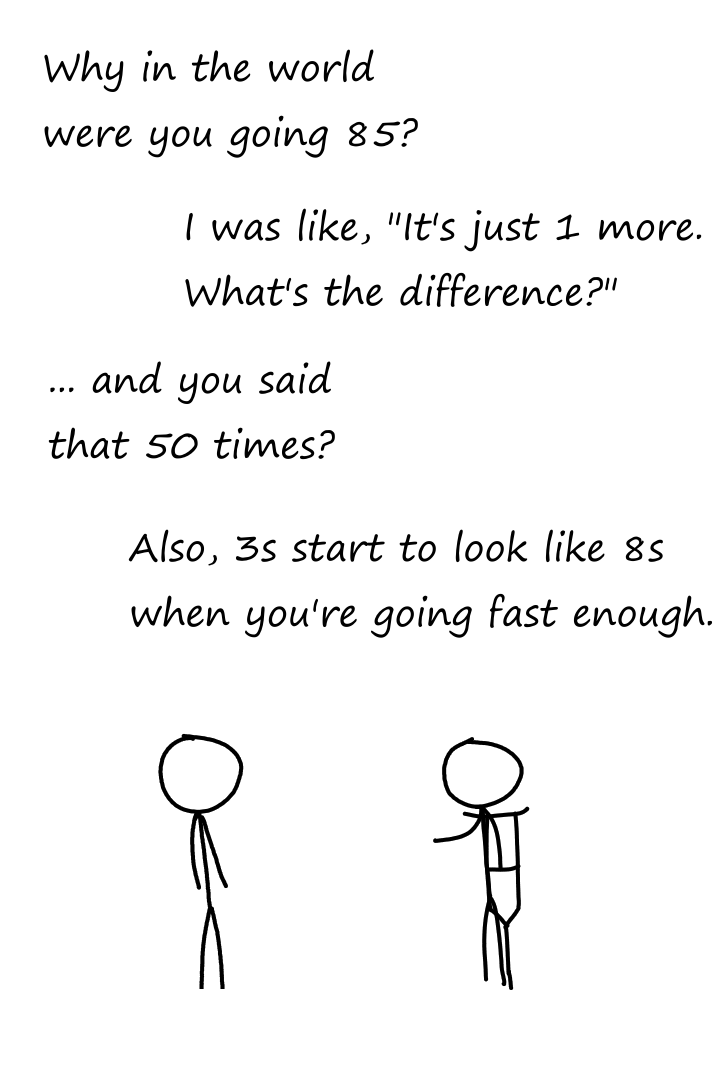 Why in the world
were you going 85?
I was like, "It's just 1 more.
What's the difference?"
... and you said
that 50 times?
Also, 3s start to look like 8s
when you're going fast enough.